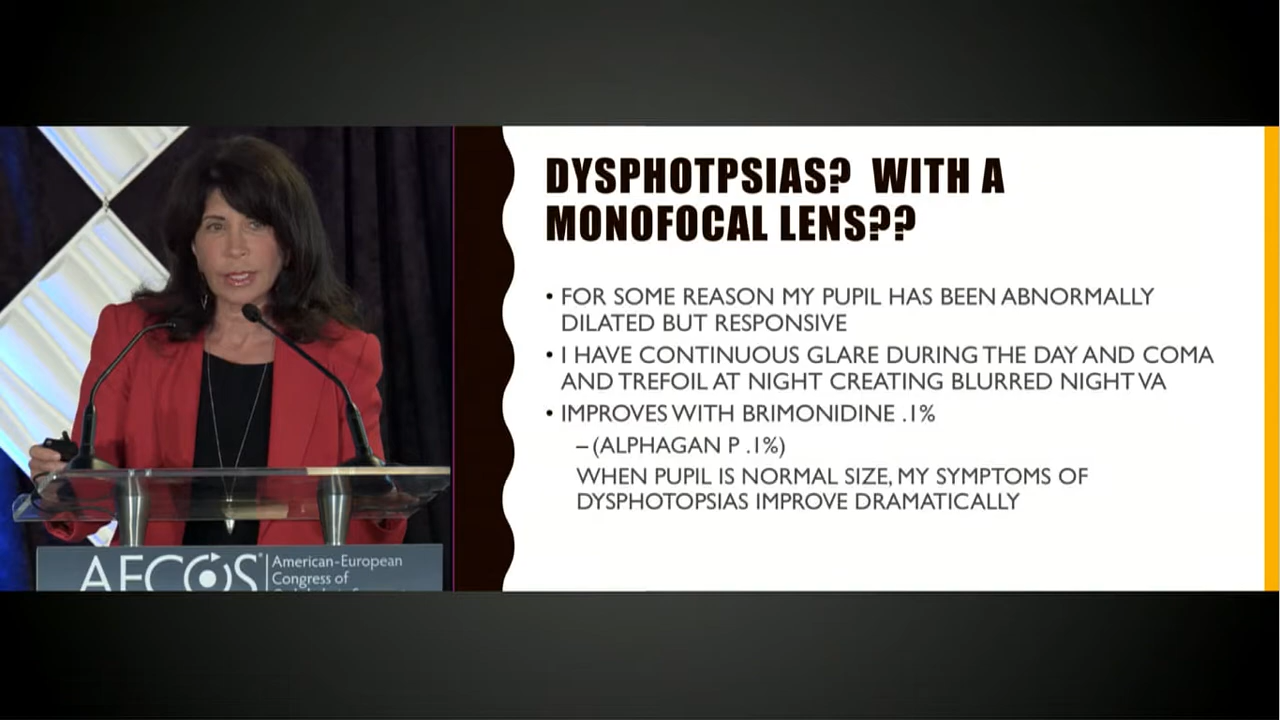 DYSPHOTPSIAS? WITH A
MONOFOCAL LENS??
• FOR SOME REASON MY PUPIL HAS BEEN ABNORMALLY
DILATED BUT RESPONSIVE
• I HAVE CONTINUOUS GLARE DURING THE DAY AND COMA
AND TREFOIL AT NIGHT CREATING BLURRED NIGHT VA
• IMPROVES WITH BRIMONIDINE .1%
– (ALPHAGAN P .1%)
WHEN PUPIL IS NORMAL SIZE, MY SYMPTOMS OF
DYSPHOTOPSIAS IMPROVE DRAMATICALLY
AECOS®
American-European
Congress of